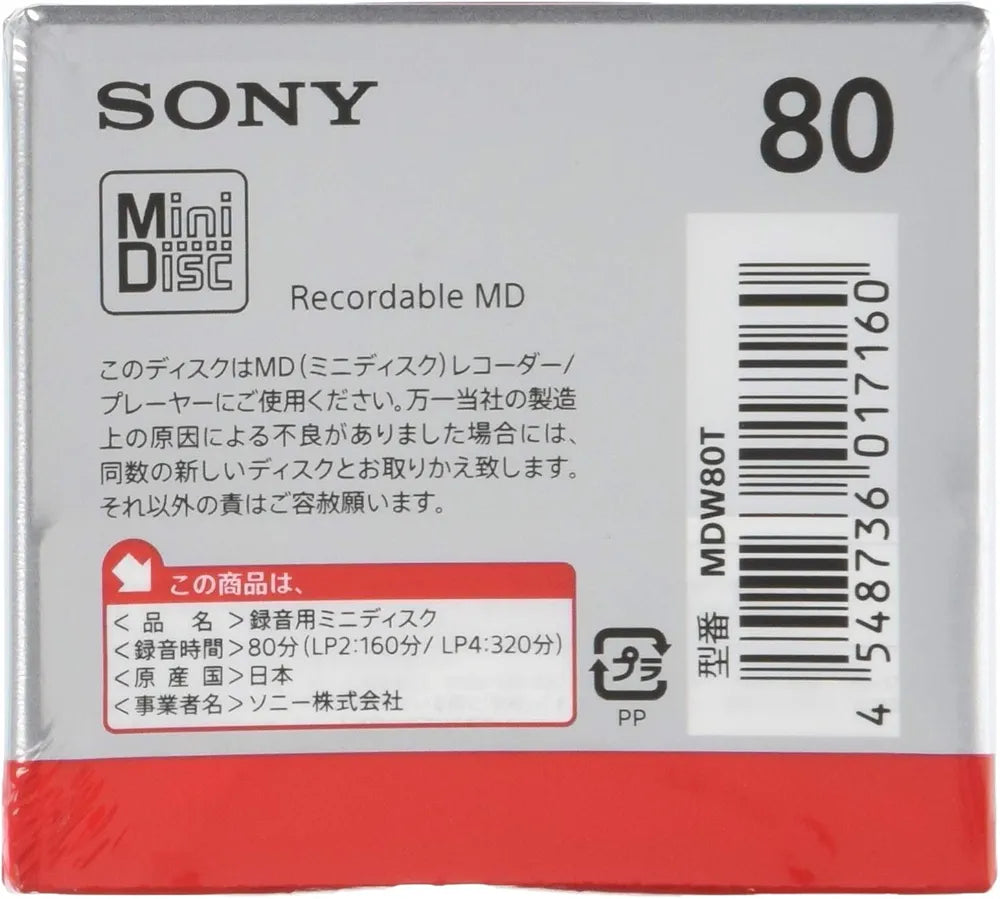 SONY
80
Mini
Disc
Recordable MD
このディスクはMD(ミニディスク)レコーダー/
プレーヤーにご使用ください。万一当社の製造
上の原因による不良がありました場合には、
同数の新しいディスクとお取りかえ致します。
それ以外の責はご容赦願います。
この商品は、
<品 名>録音用ミニディスク
<録音時間>80分(LP2:160分/ LP4:320分)
<原 産 国>日本
<事業者名>ソニー株式会社
プラ
PP
型番 MDW80T
4 548736 017160